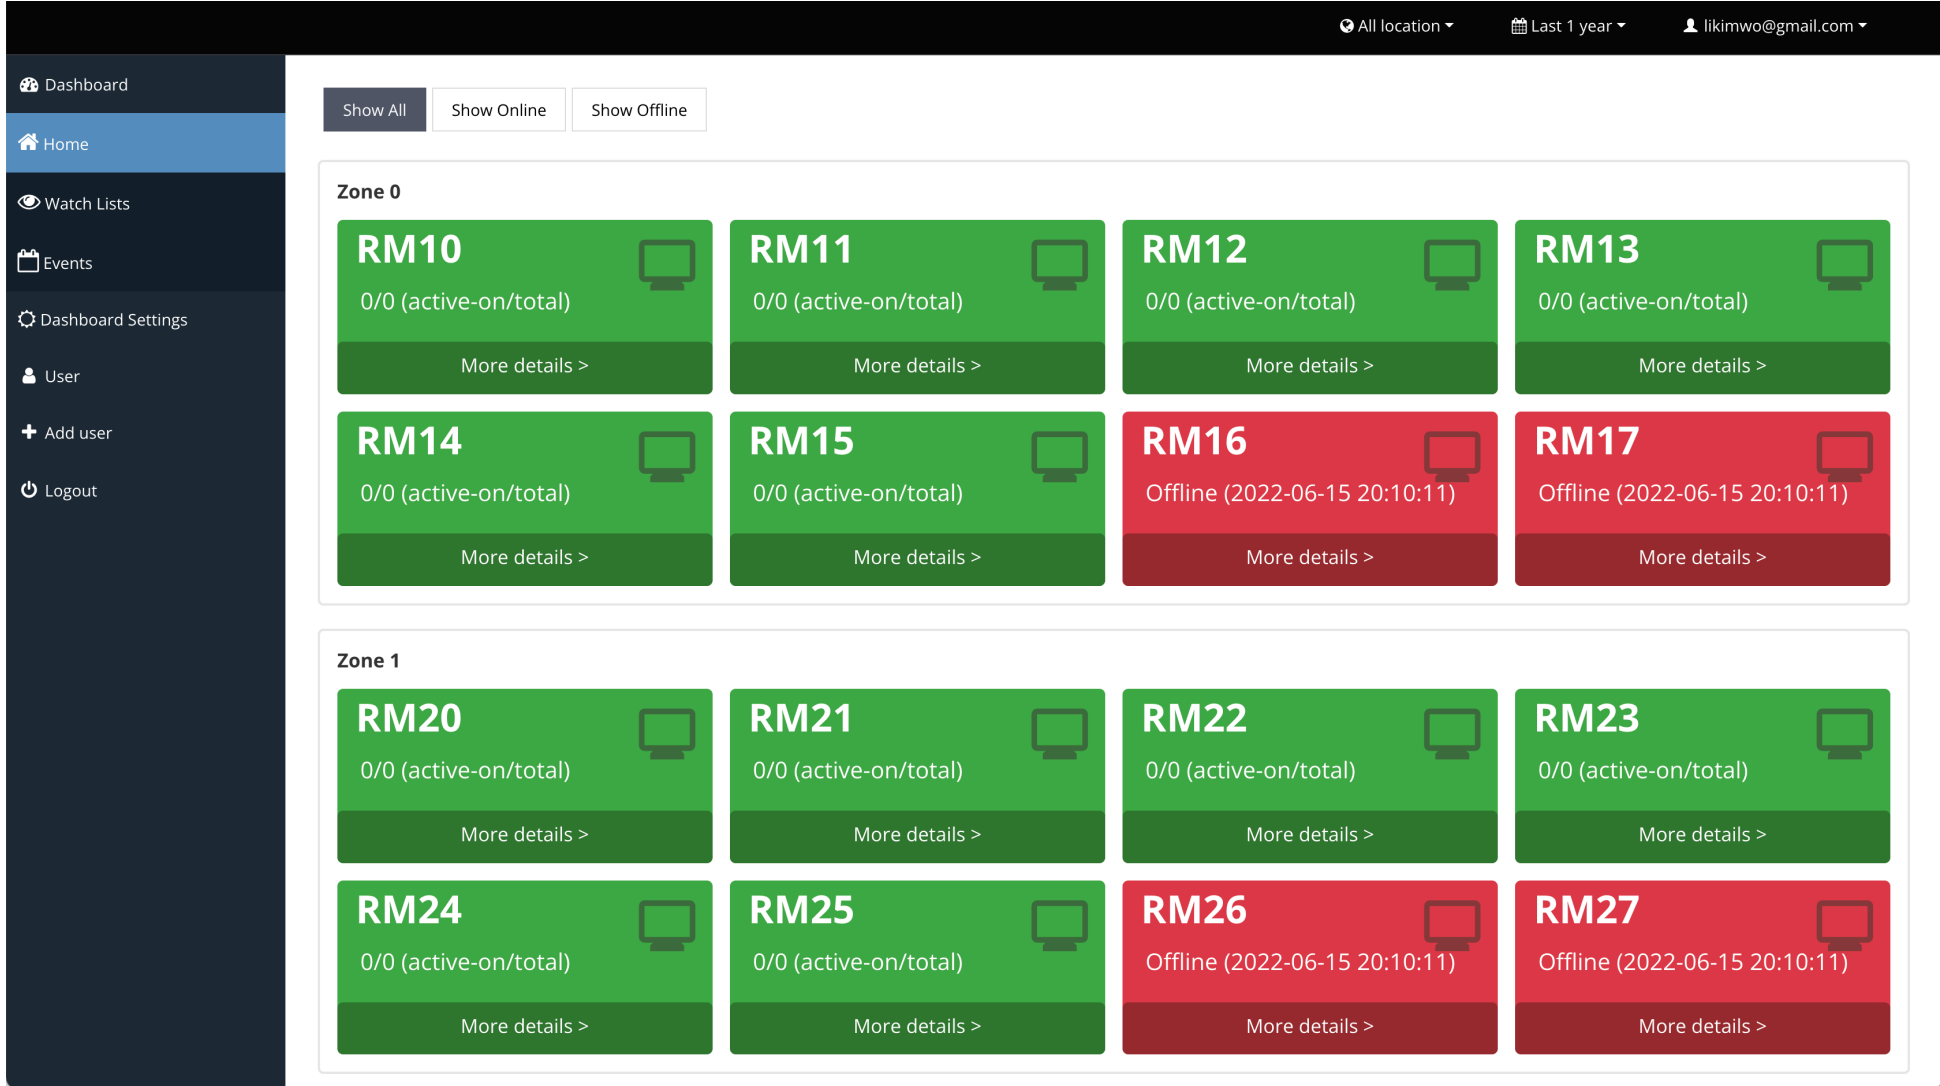 All location Last 1 year likimwo@gmail.com
Dashboard
Home
Watch Lists
Events
Dashboard Settings
User
Add user
Logout
Show All Show Online Show Offline
Zone 0
RM10 RM11 RM12 RM13
0/0 (active-on/total) 0/0 (active-on/total) 0/0 (active-on/total) 0/0 (active-on/total)
More details > More details > More details > More details >
RM14 RM15 RM16 RM17
0/0 (active-on/total) 0/0 (active-on/total) Offline (2022-06-15 20:10:11) Offline (2022-06-15 20:10:11)
More details > More details > More details > More details >
Zone 1
RM20 RM21 RM22 RM23
0/0 (active-on/total) 0/0 (active-on/total) 0/0 (active-on/total) 0/0 (active-on/total)
More details > More details > More details > More details >
RM24 RM25 RM26 RM27
0/0 (active-on/total) 0/0 (active-on/total) Offline (2022-06-15 20:10:11) Offline (2022-06-15 20:10:11)
More details > More details > More details > More details >